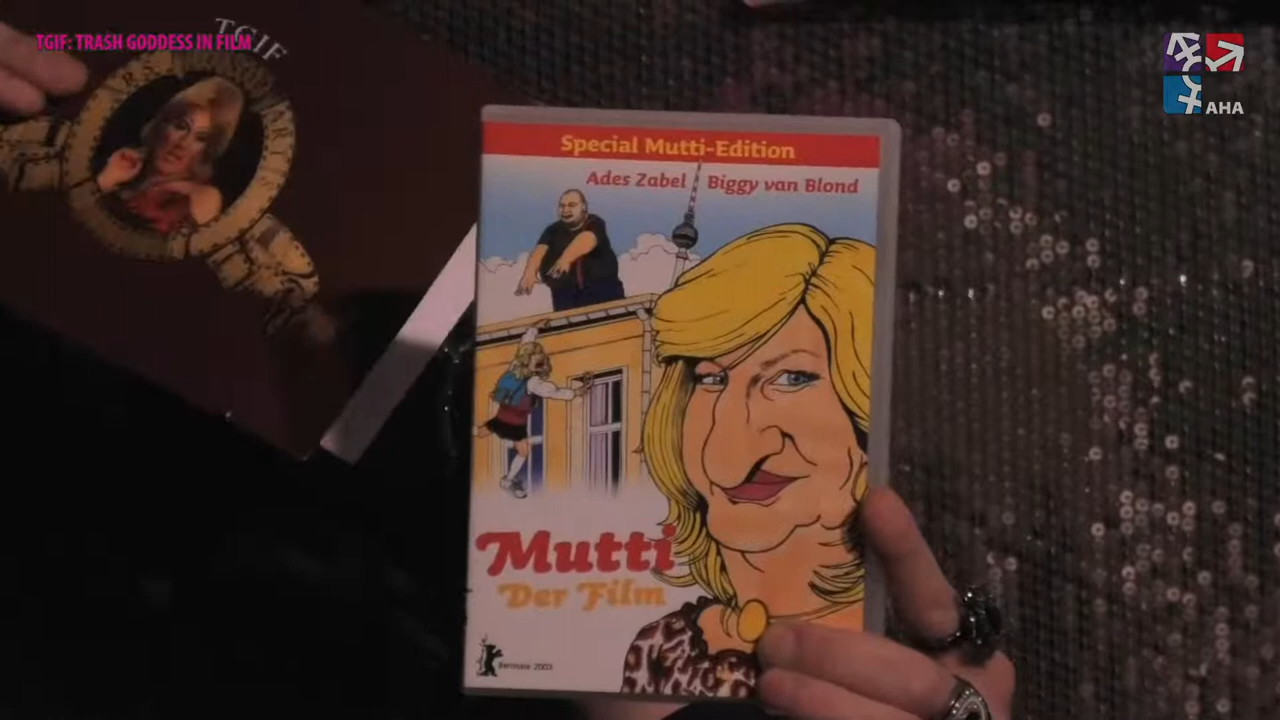 TGIF: TRASH GODDESS IN FILM
TGIF
AHA
Special Mutti-Edition
Ades Zabel Biggy van Blond
Mutti
Der Film
Berlinale 2003